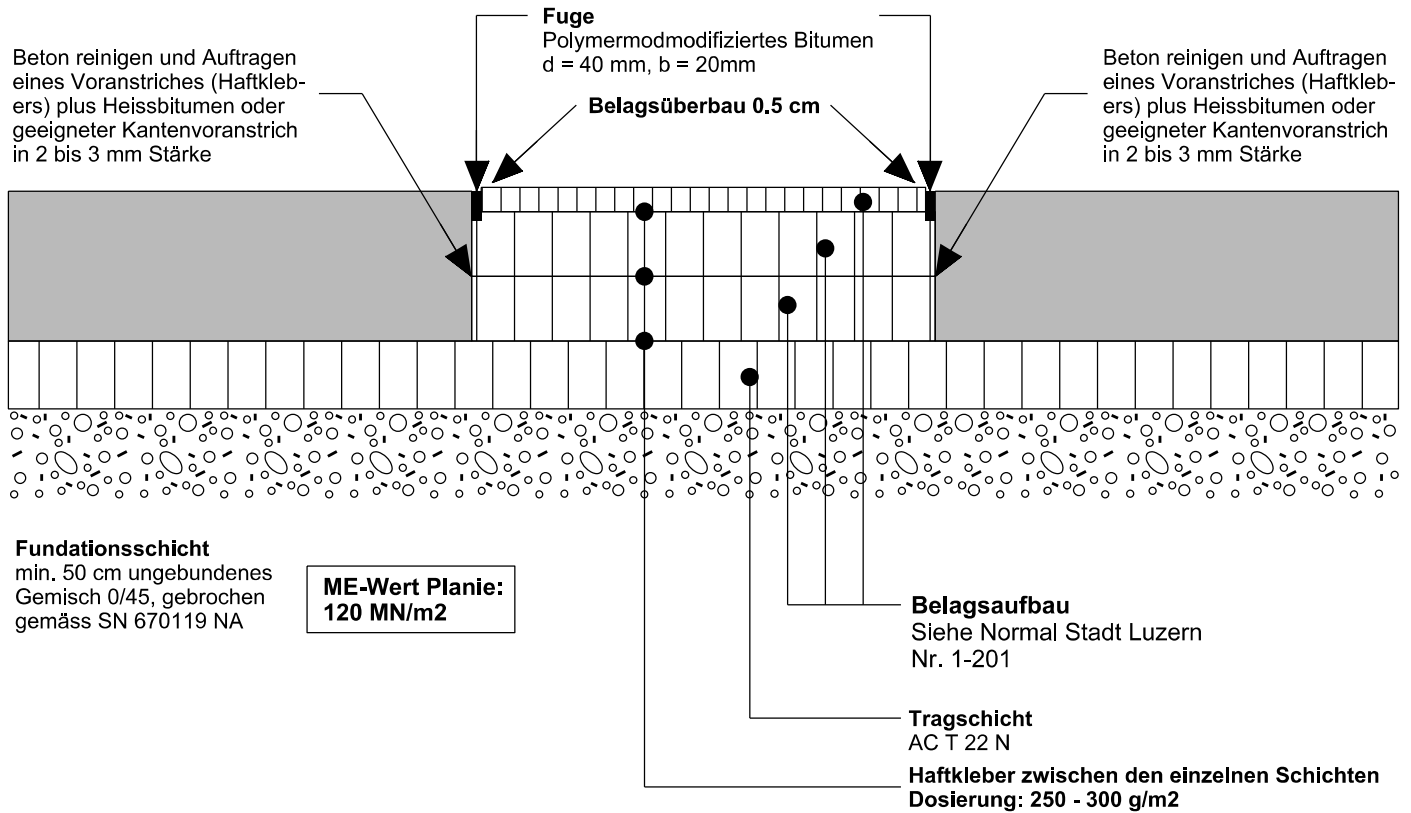 Fuge
Polymermodmodifiziertes Bitumen
d = 40 mm, b = 20mm
Beton reinigen und Auftragen
eines Voranstriches (Haftkleb-
ers) plus Heissbitumen oder
geeigneter Kantenvoranstrich
in 2 bis 3 mm Stärke
Belagsüberbau 0.5 cm
Beton reinigen und Auftragen
eines Voranstriches (Haftkleb-
ers) plus Heissbitumen oder
geeigneter Kantenvoranstrich
in 2 bis 3 mm Stärke
Fundationsschicht
min. 50 cm ungebundenes
Gemisch 0/45, gebrochen
gemäss SN 670119 NA
ME-Wert Planie:
120 MN/m2
Belagsaufbau
Siehe Normal Stadt Luzern
Nr. 1-201
Tragschicht
AC T 22 N
Haftkleber zwischen den einzelnen Schichten
Dosierung: 250 - 300 g/m2